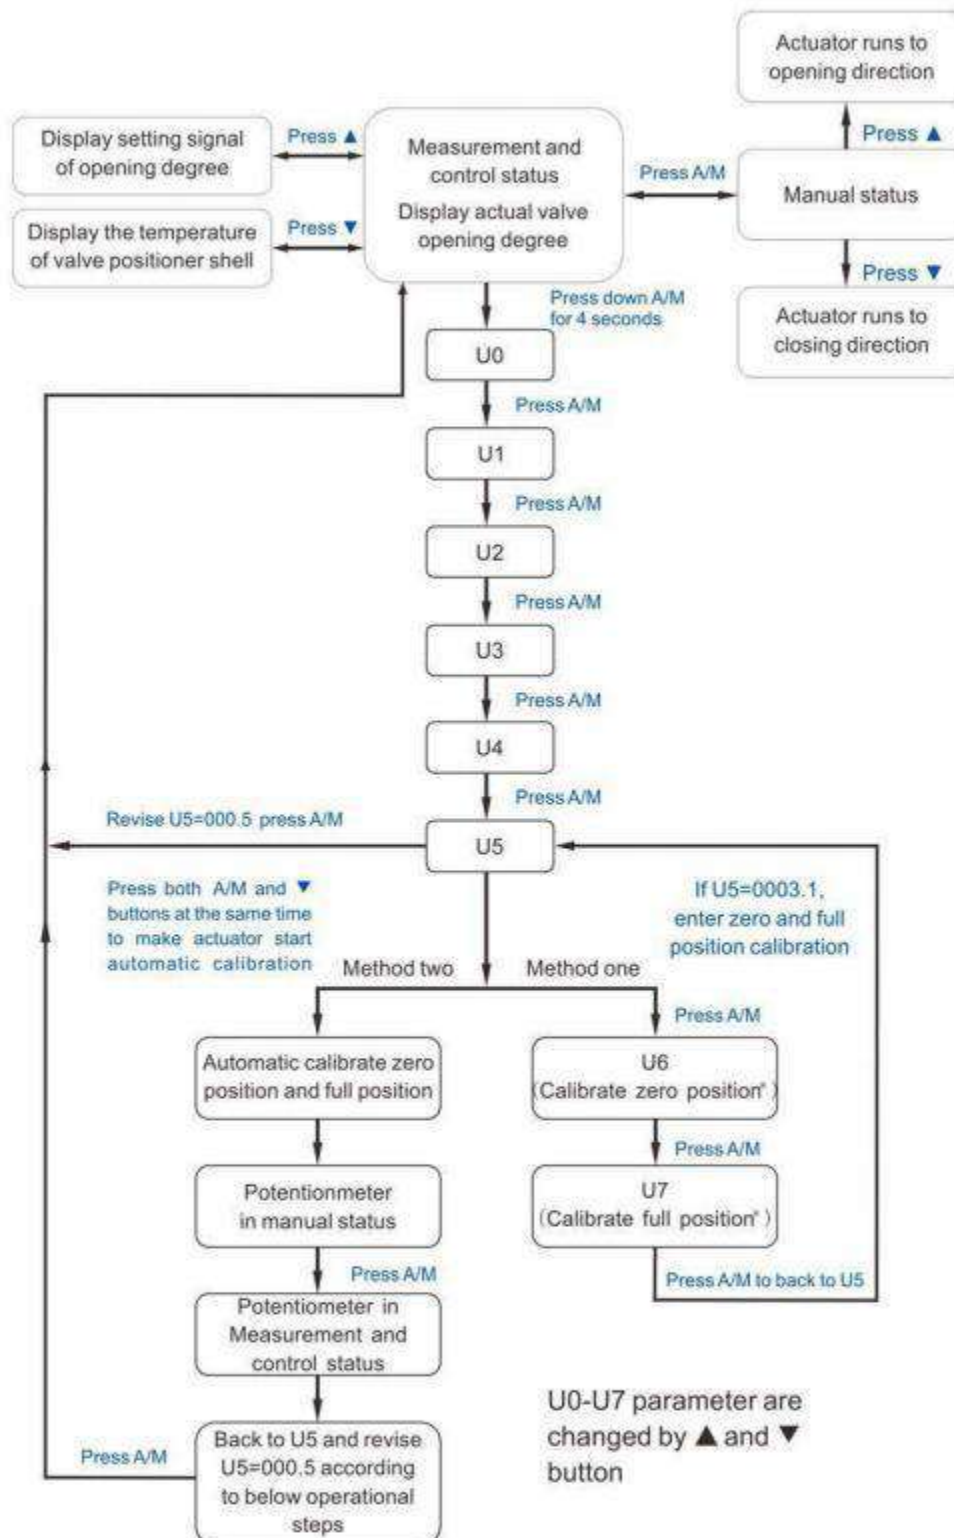 Actuator runs to
opening direction
Press ▲
Display setting signal
of opening degree
Press ▲
Measurement and
control status
Display actual valve
opening degree
Press A/M
Manual status
Display the temperature
of valve positioner shell
Press ▼
Press ▼
Actuator runs to
closing direction
Press down A/M
for 4 seconds
U0
Press A/M
U1
Press A/M
U2
Press A/M
U3
Press A/M
U4
Press A/M
Revise U5=000.5 press A/M
U5
Press both A/M and ▼
buttons at the same time
to make actuator start
automatic calibration
If U5=0003.1,
enter zero and full
position calibration
Method two
Method one
Press A/M
Automatic calibrate zero
position and full position
U6
(Calibrate zero position*)
Press A/M
Potentionmeter
in manual status
U7
(Calibrate full position*)
Press A/M
Press A/M to back to U5
Potentiometer in
Measurement and
control status
Press A/M
Back to U5 and revise
U5=000.5 according
to below operational
steps
U0-U7 parameter are
changed by ▲ and ▼
button